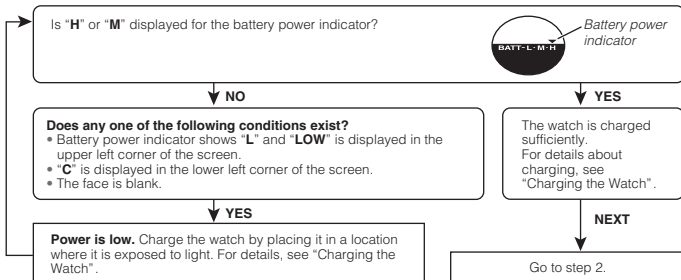 Is “H” or “M” displayed for the battery power indicator?
Battery power
indicator
BATT-L·M·H
NO
YES
Does any one of the following conditions exist?
• Battery power indicator shows “L” and “LOW” is displayed in the
upper left corner of the screen.
• “C” is displayed in the lower left corner of the screen.
• The face is blank.
The watch is charged
sufficiently.
For details about
charging, see
“Charging the Watch”.
YES
NEXT
Power is low. Charge the watch by placing it in a location
where it is exposed to light. For details, see “Charging the
Watch”.
Go to step 2.